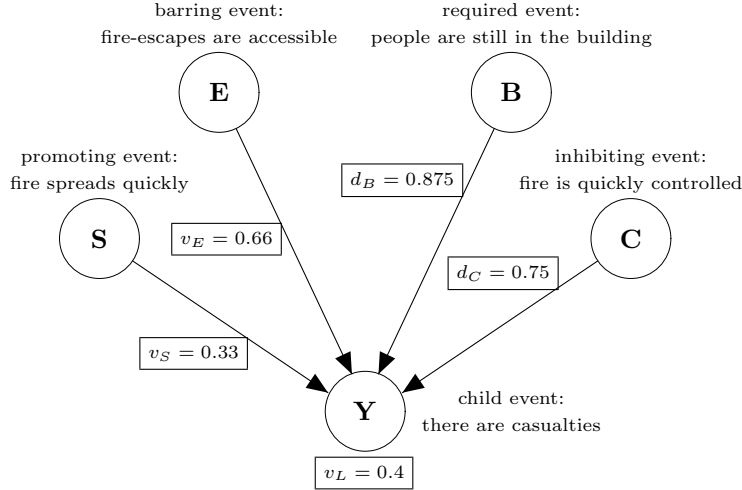 barring event:
fire-escapes are accessible
required event:
people are still in the building
E
B
promoting event:
fire spreads quickly
inhibiting event:
fire is quickly controlled
d_B = 0.875
S
v_E = 0.66
C
d_C = 0.75
v_S = 0.33
Y
child event:
there are casualties
v_L = 0.4